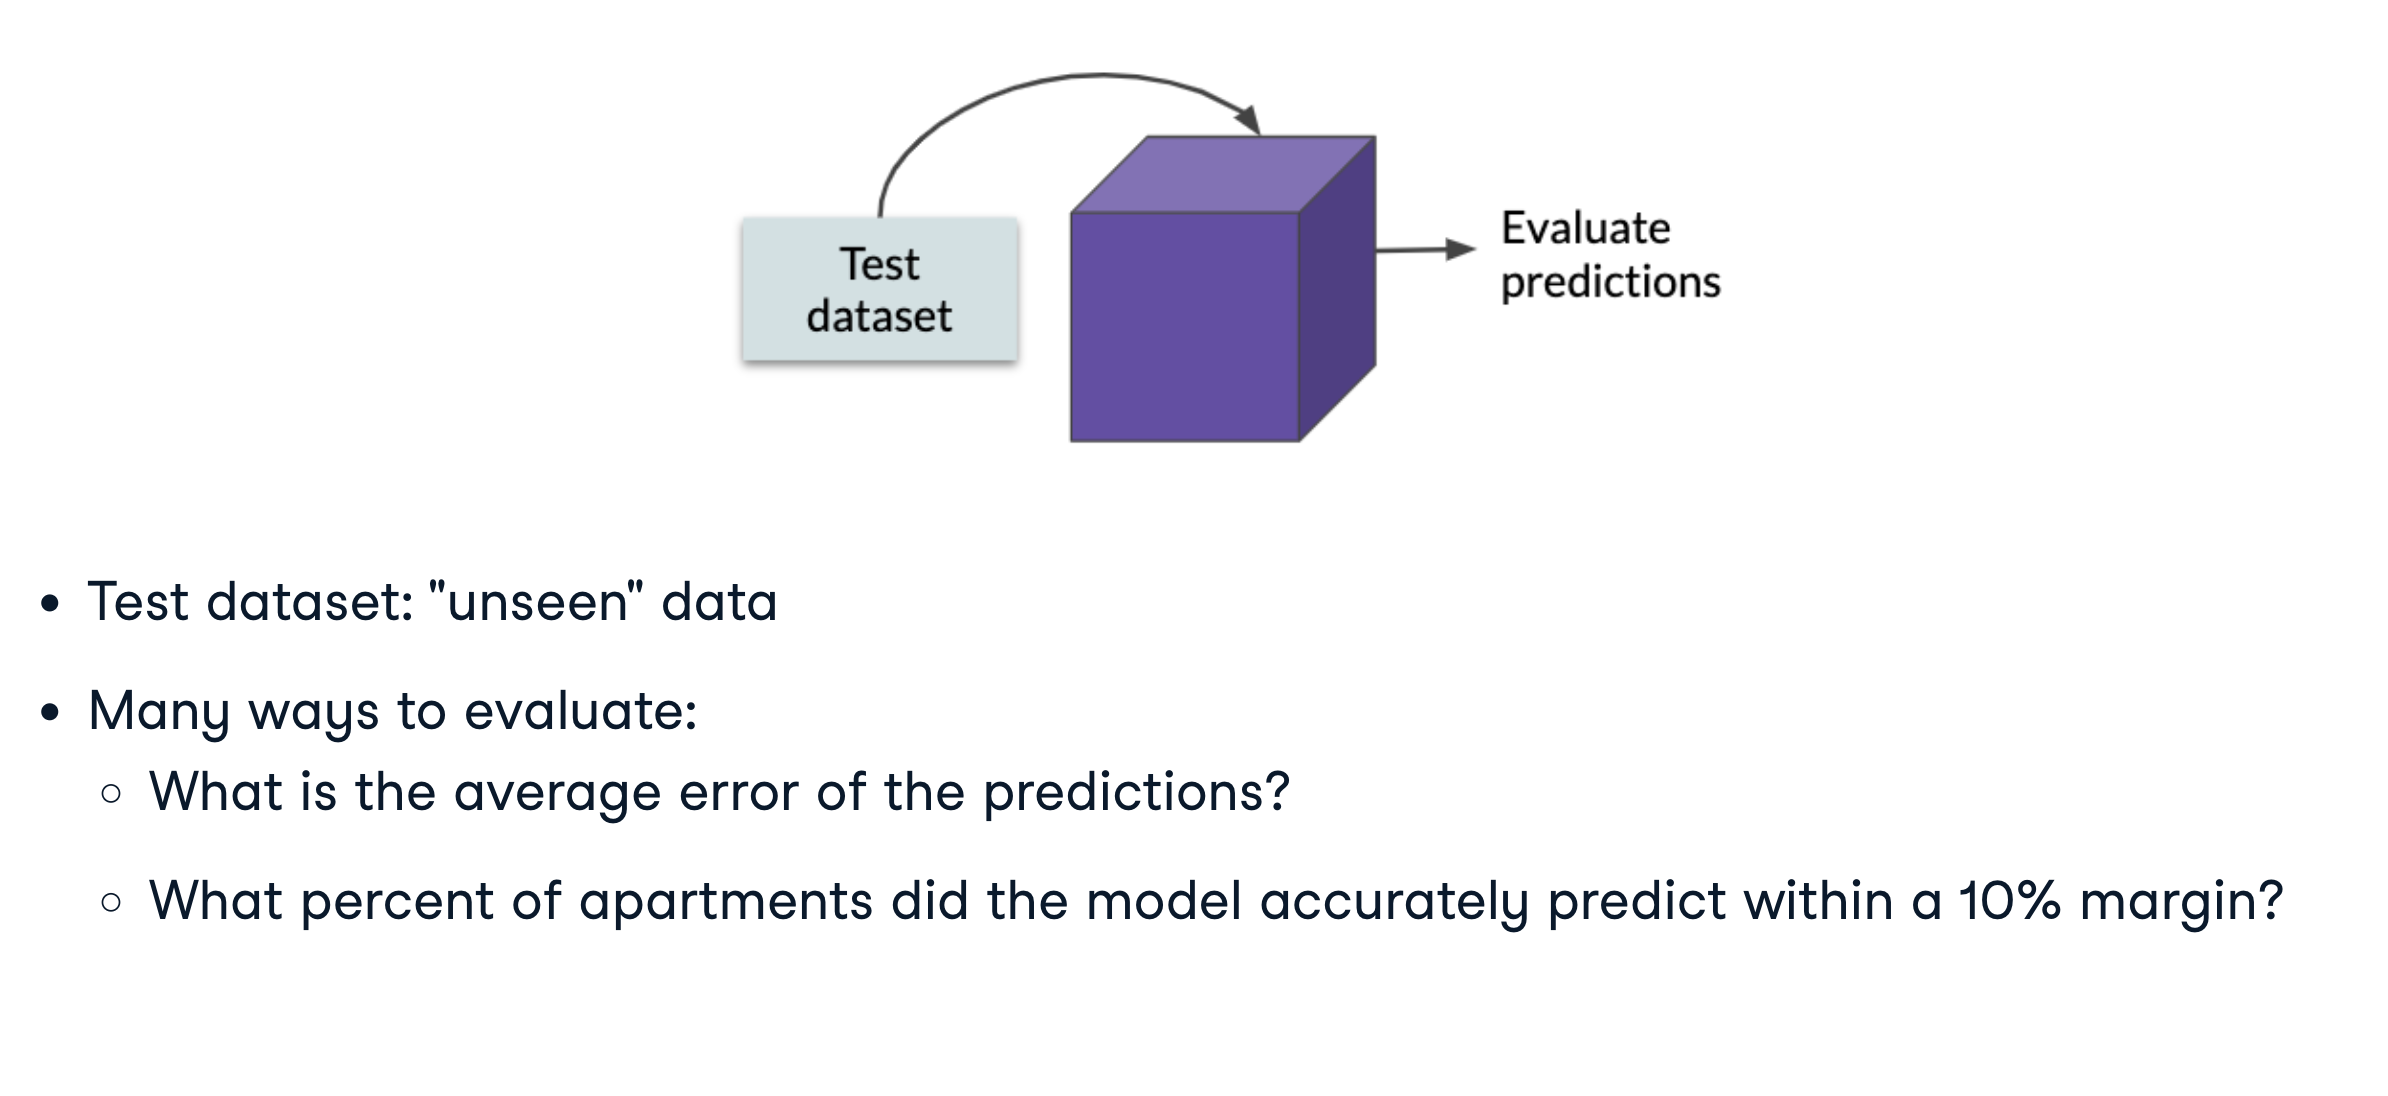 Test
dataset
Evaluate
predictions
• Test dataset: "unseen" data
• Many ways to evaluate:
○ What is the average error of the predictions?
○ What percent of apartments did the model accurately predict within a 10% margin?